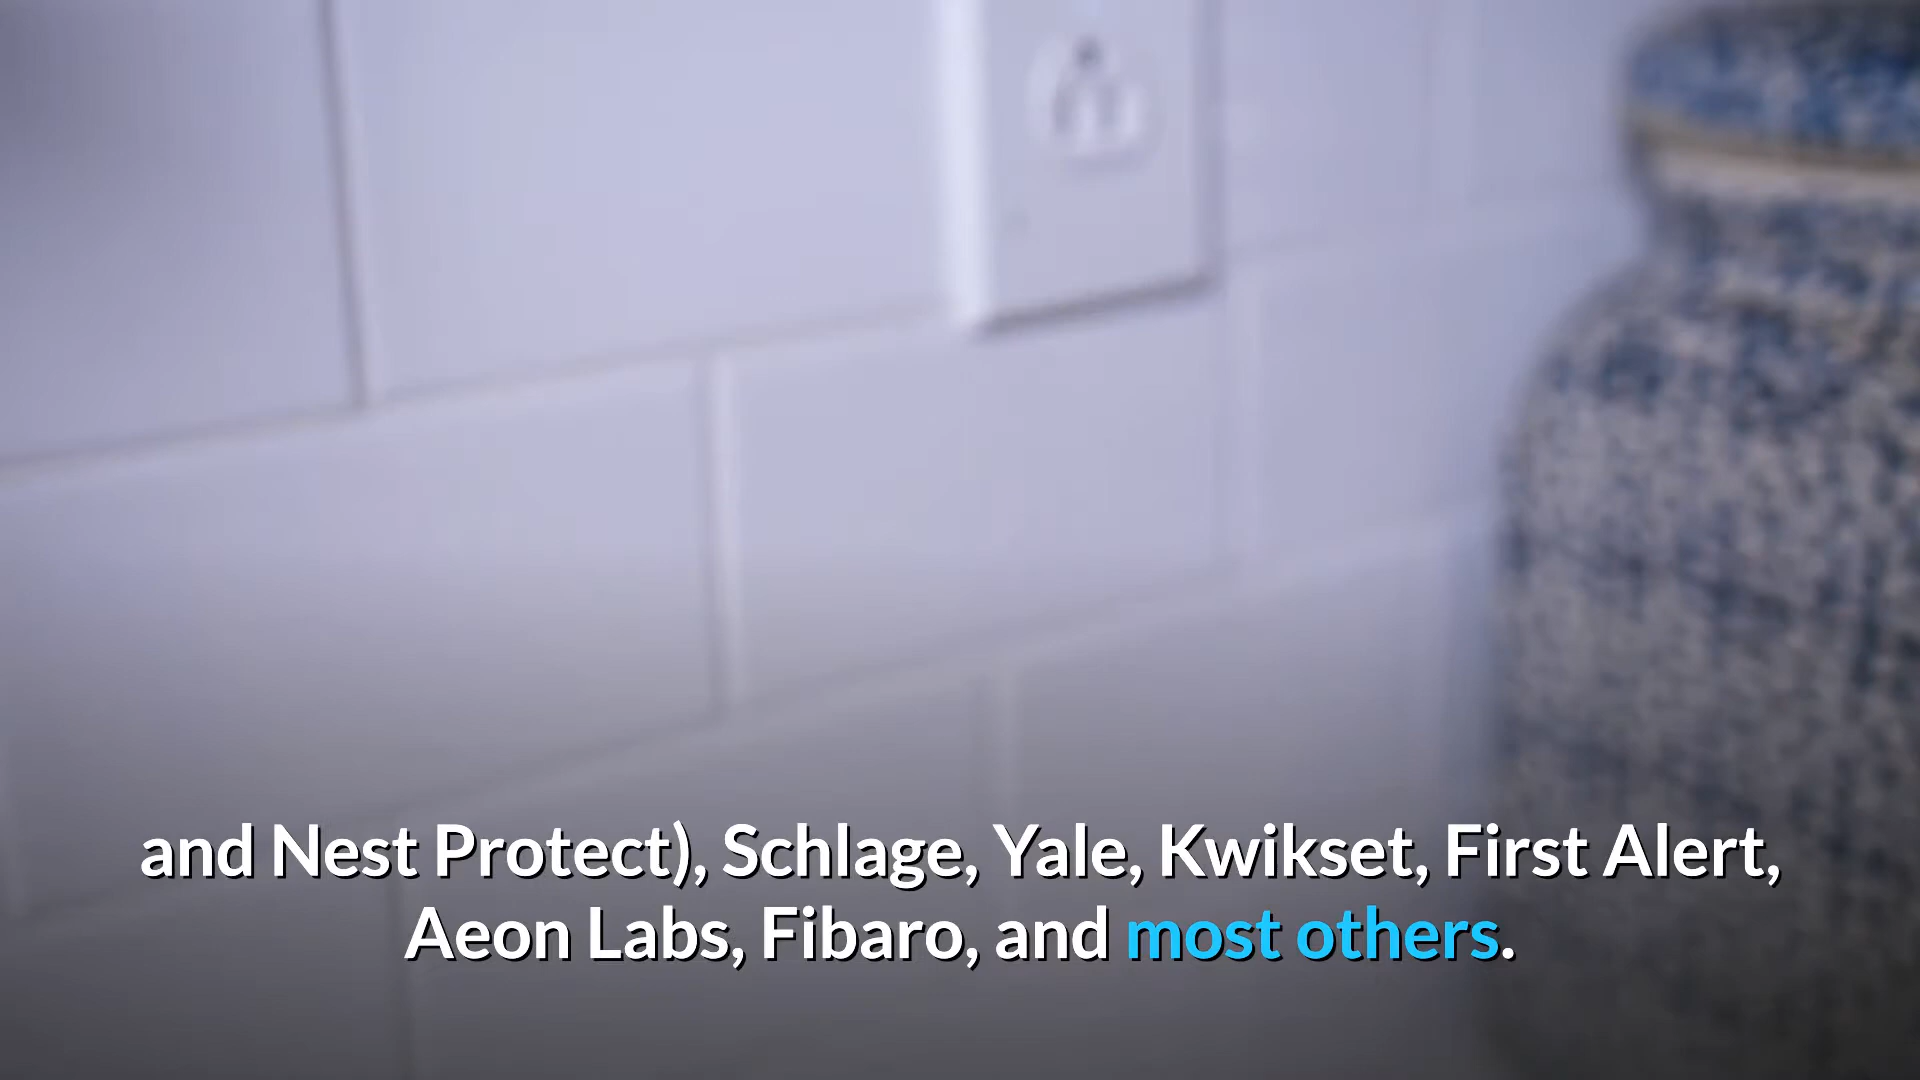 and Nest Protect), Schlage, Yale, Kwikset, First Alert,
Aeon Labs, Fibaro, and most others.